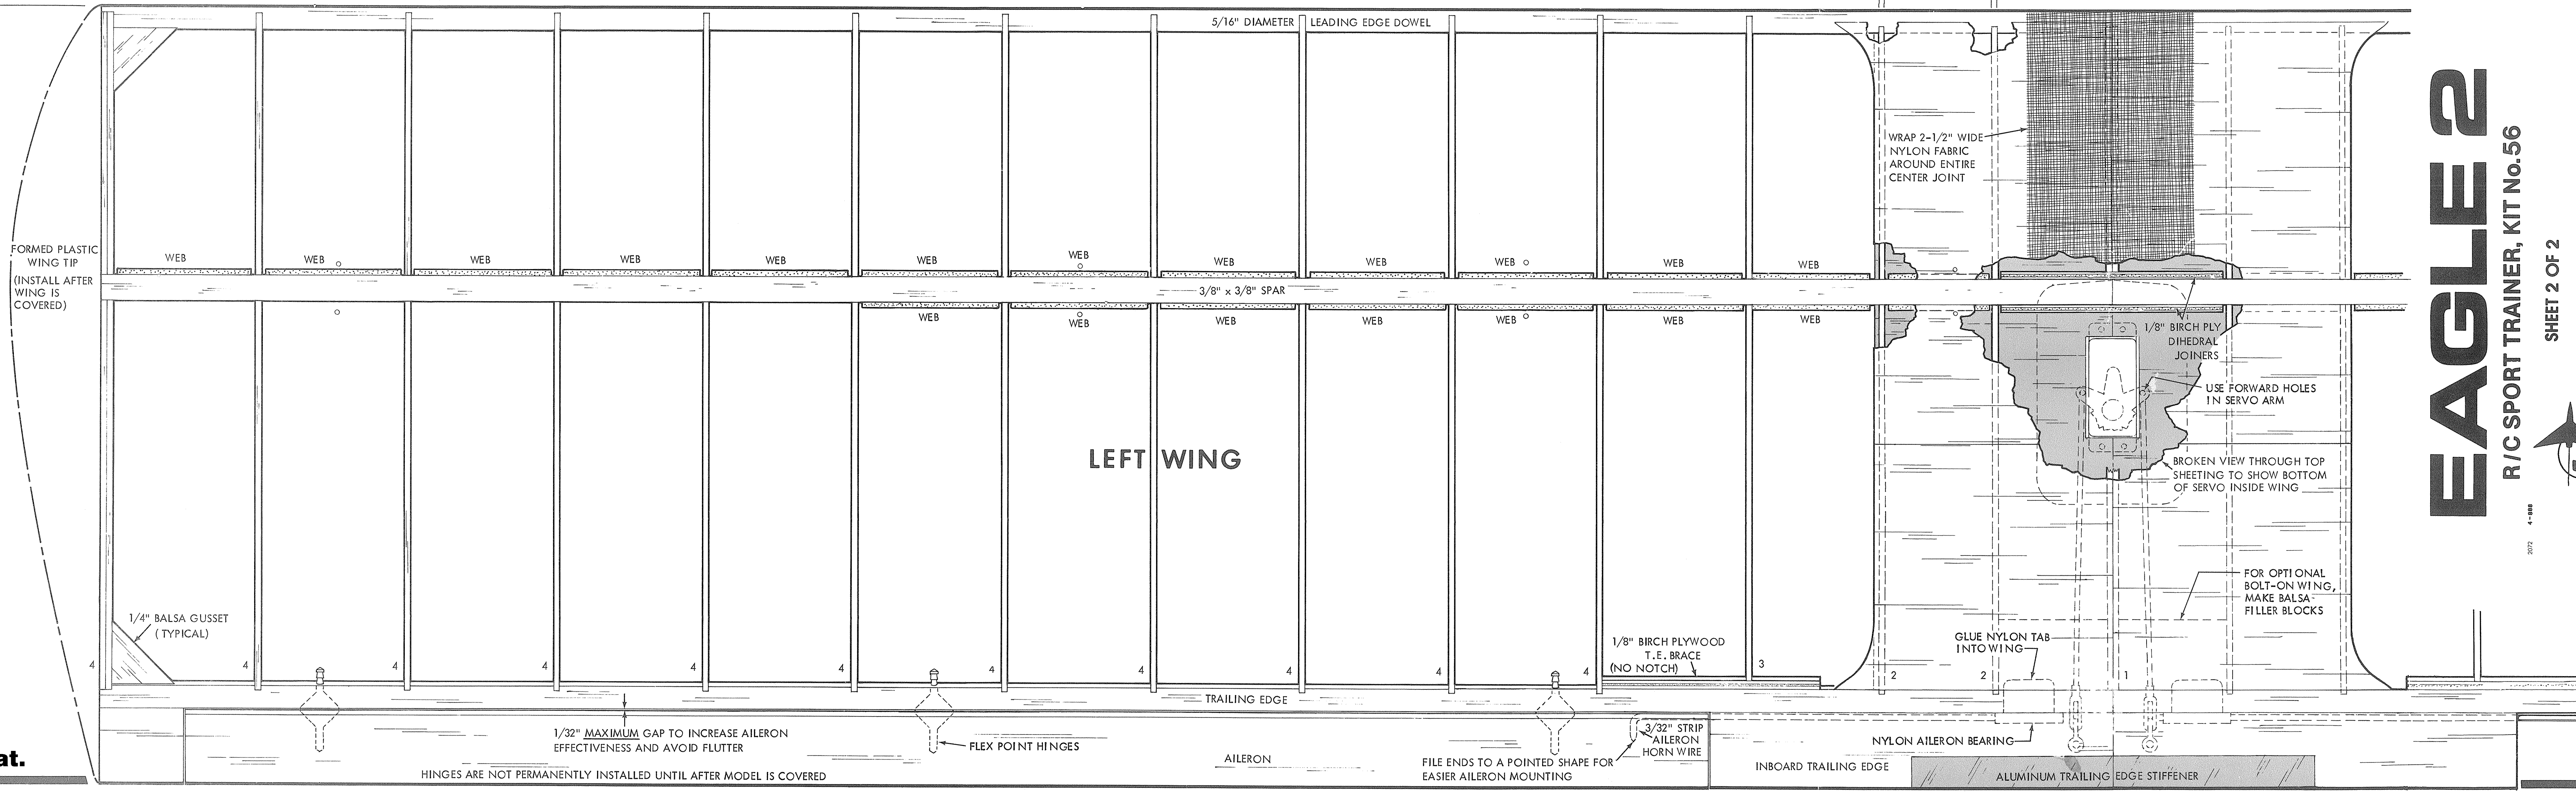 5/16" DIAMETER LEADING EDGE DOWEL
WRAP 2-1/2" WIDE
NYLON FABRIC
AROUND ENTIRE
CENTER JOINT
FORMED PLASTIC
WING TIP
(INSTALL AFTER
WING IS
COVERED)
WEB WEB WEB WEB WEB WEB WEB WEB WEB WEB WEB WEB
3/8" x 3/8" SPAR
WEB WEB WEB WEB WEB WEB WEB
1/8" BIRCH PLY
DIHEDRAL
JOINERS
USE FORWARD HOLES
IN SERVO ARM
LEFT WING
BROKEN VIEW THROUGH TOP
SHEETING TO SHOW BOTTOM
OF SERVO INSIDE WING
FOR OPTIONAL
BOLT-ON WING,
MAKE BALSA
FILLER BLOCKS
1/4" BALSA GUSSET
(TYPICAL)
1/8" BIRCH PLYWOOD
T.E. BRACE
(NO NOTCH)
GLUE NYLON TAB
INTO WING
4 4 4 4 4 4 4 4 4 4 4 3 2 2 1
TRAILING EDGE
1/32" MAXIMUM GAP TO INCREASE AILERON
EFFECTIVENESS AND AVOID FLUTTER
FLEX POINT HINGES
3/32" STRIP
AILERON
HORN WIRE
NYLON AILERON BEARING
AILERON
FILE ENDS TO A POINTED SHAPE FOR
EASIER AILERON MOUNTING
INBOARD TRAILING EDGE
ALUMINUM TRAILING EDGE STIFFENER
HINGES ARE NOT PERMANENTLY INSTALLED UNTIL AFTER MODEL IS COVERED
at.
EAGLE 2
R/C SPORT TRAINER, KIT No.56
SHEET 2 OF 2
2072 4-888